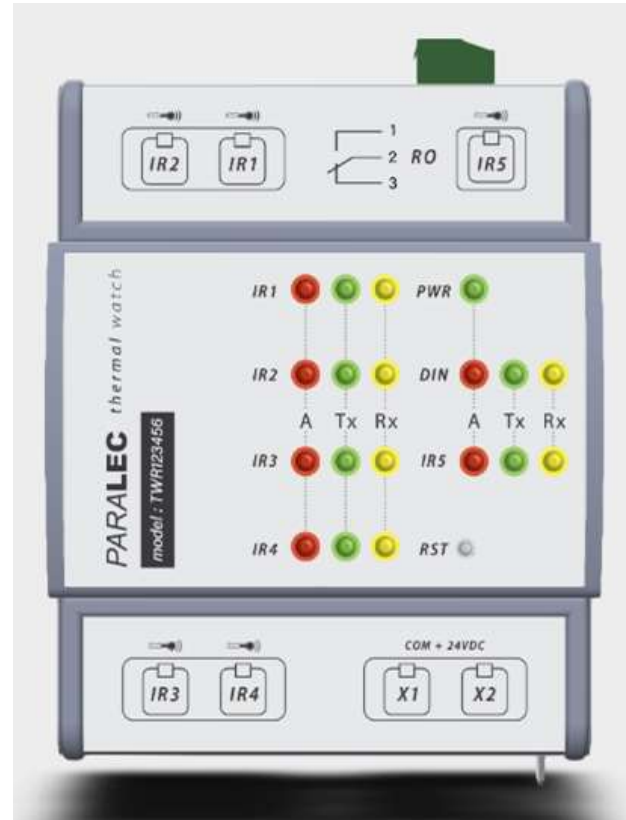 IR2 IR1
1
2 RO
3
IR5
PARALEC thermal watch
model : TWR123456
IR1
PWR
IR2
DIN
A Tx Rx
A Tx Rx
IR3
IR5
IR4
RST
IR3 IR4
COM + 24VDC
X1 X2